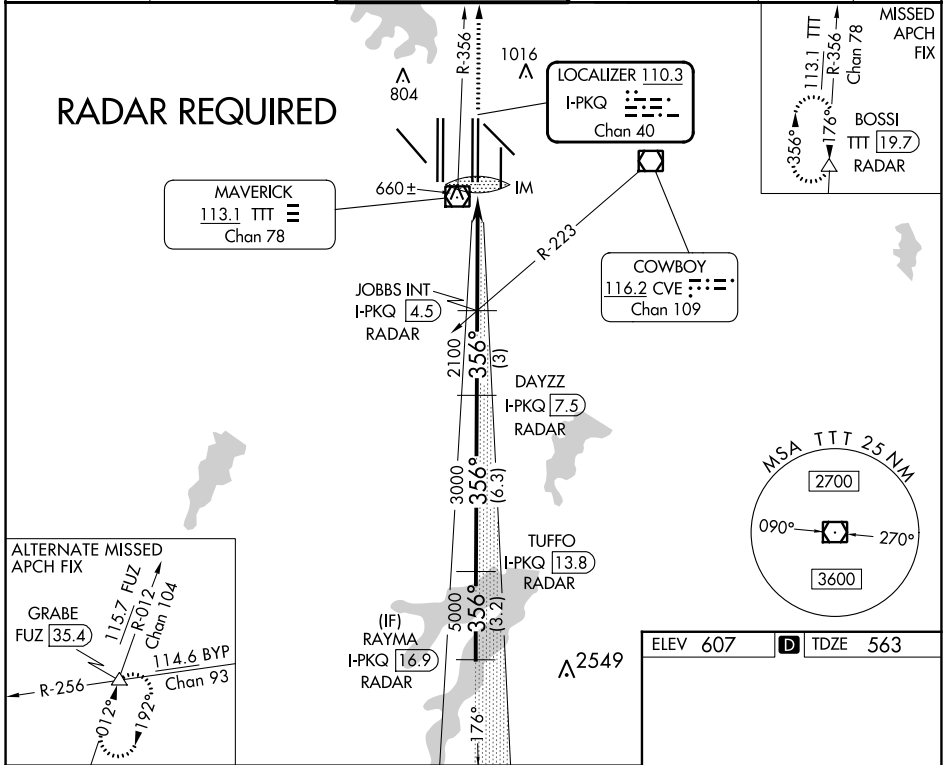 RADAR REQUIRED
R-356
804
1016
LOCALIZER 110.3
I-PKQ
Chan 40
MISSED
APCH
FIX
113.1 TTT
R-356
Chan 78
356°
176°
BOSSI
TTT 19.7
RADAR
MAVERICK
113.1 TTT
Chan 78
660 ±
IM
R-223
COWBOY
116.2 CVE
Chan 109
JOBBS INT
I-PKQ 4.5
RADAR
2100
356°
(3)
DAYZZ
I-PKQ 7.5
RADAR
3000
356°
(6.3)
TUFFO
I-PKQ 13.8
RADAR
5000
356°
(3.2)
(IF)
RAYMA
I-PKQ 16.9
RADAR
176°
2549
MSA TTT 25 NM
2700
090°
270°
3600
ALTERNATE MISSED
APCH FIX
GRABE
FUZ 35.4
115.7 FUZ
R-012
Chan 104
114.6 BYP
Chan 93
R-256
012°
192°
ELEV 607 D TDZE 563